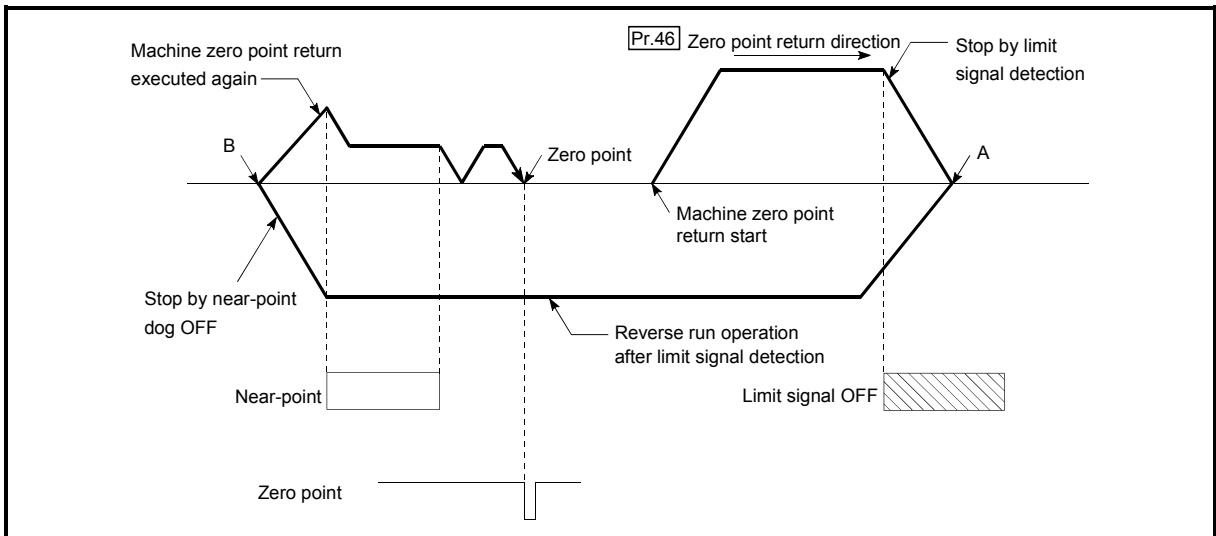 Machine zero point return
executed again
Pr.46 Zero point return direction
Stop by limit
signal detection
B
Zero point
A
Machine zero point
return start
Stop by near-point
dog OFF
Reverse run operation
after limit signal detection
Near-point
Limit signal OFF
Zero point